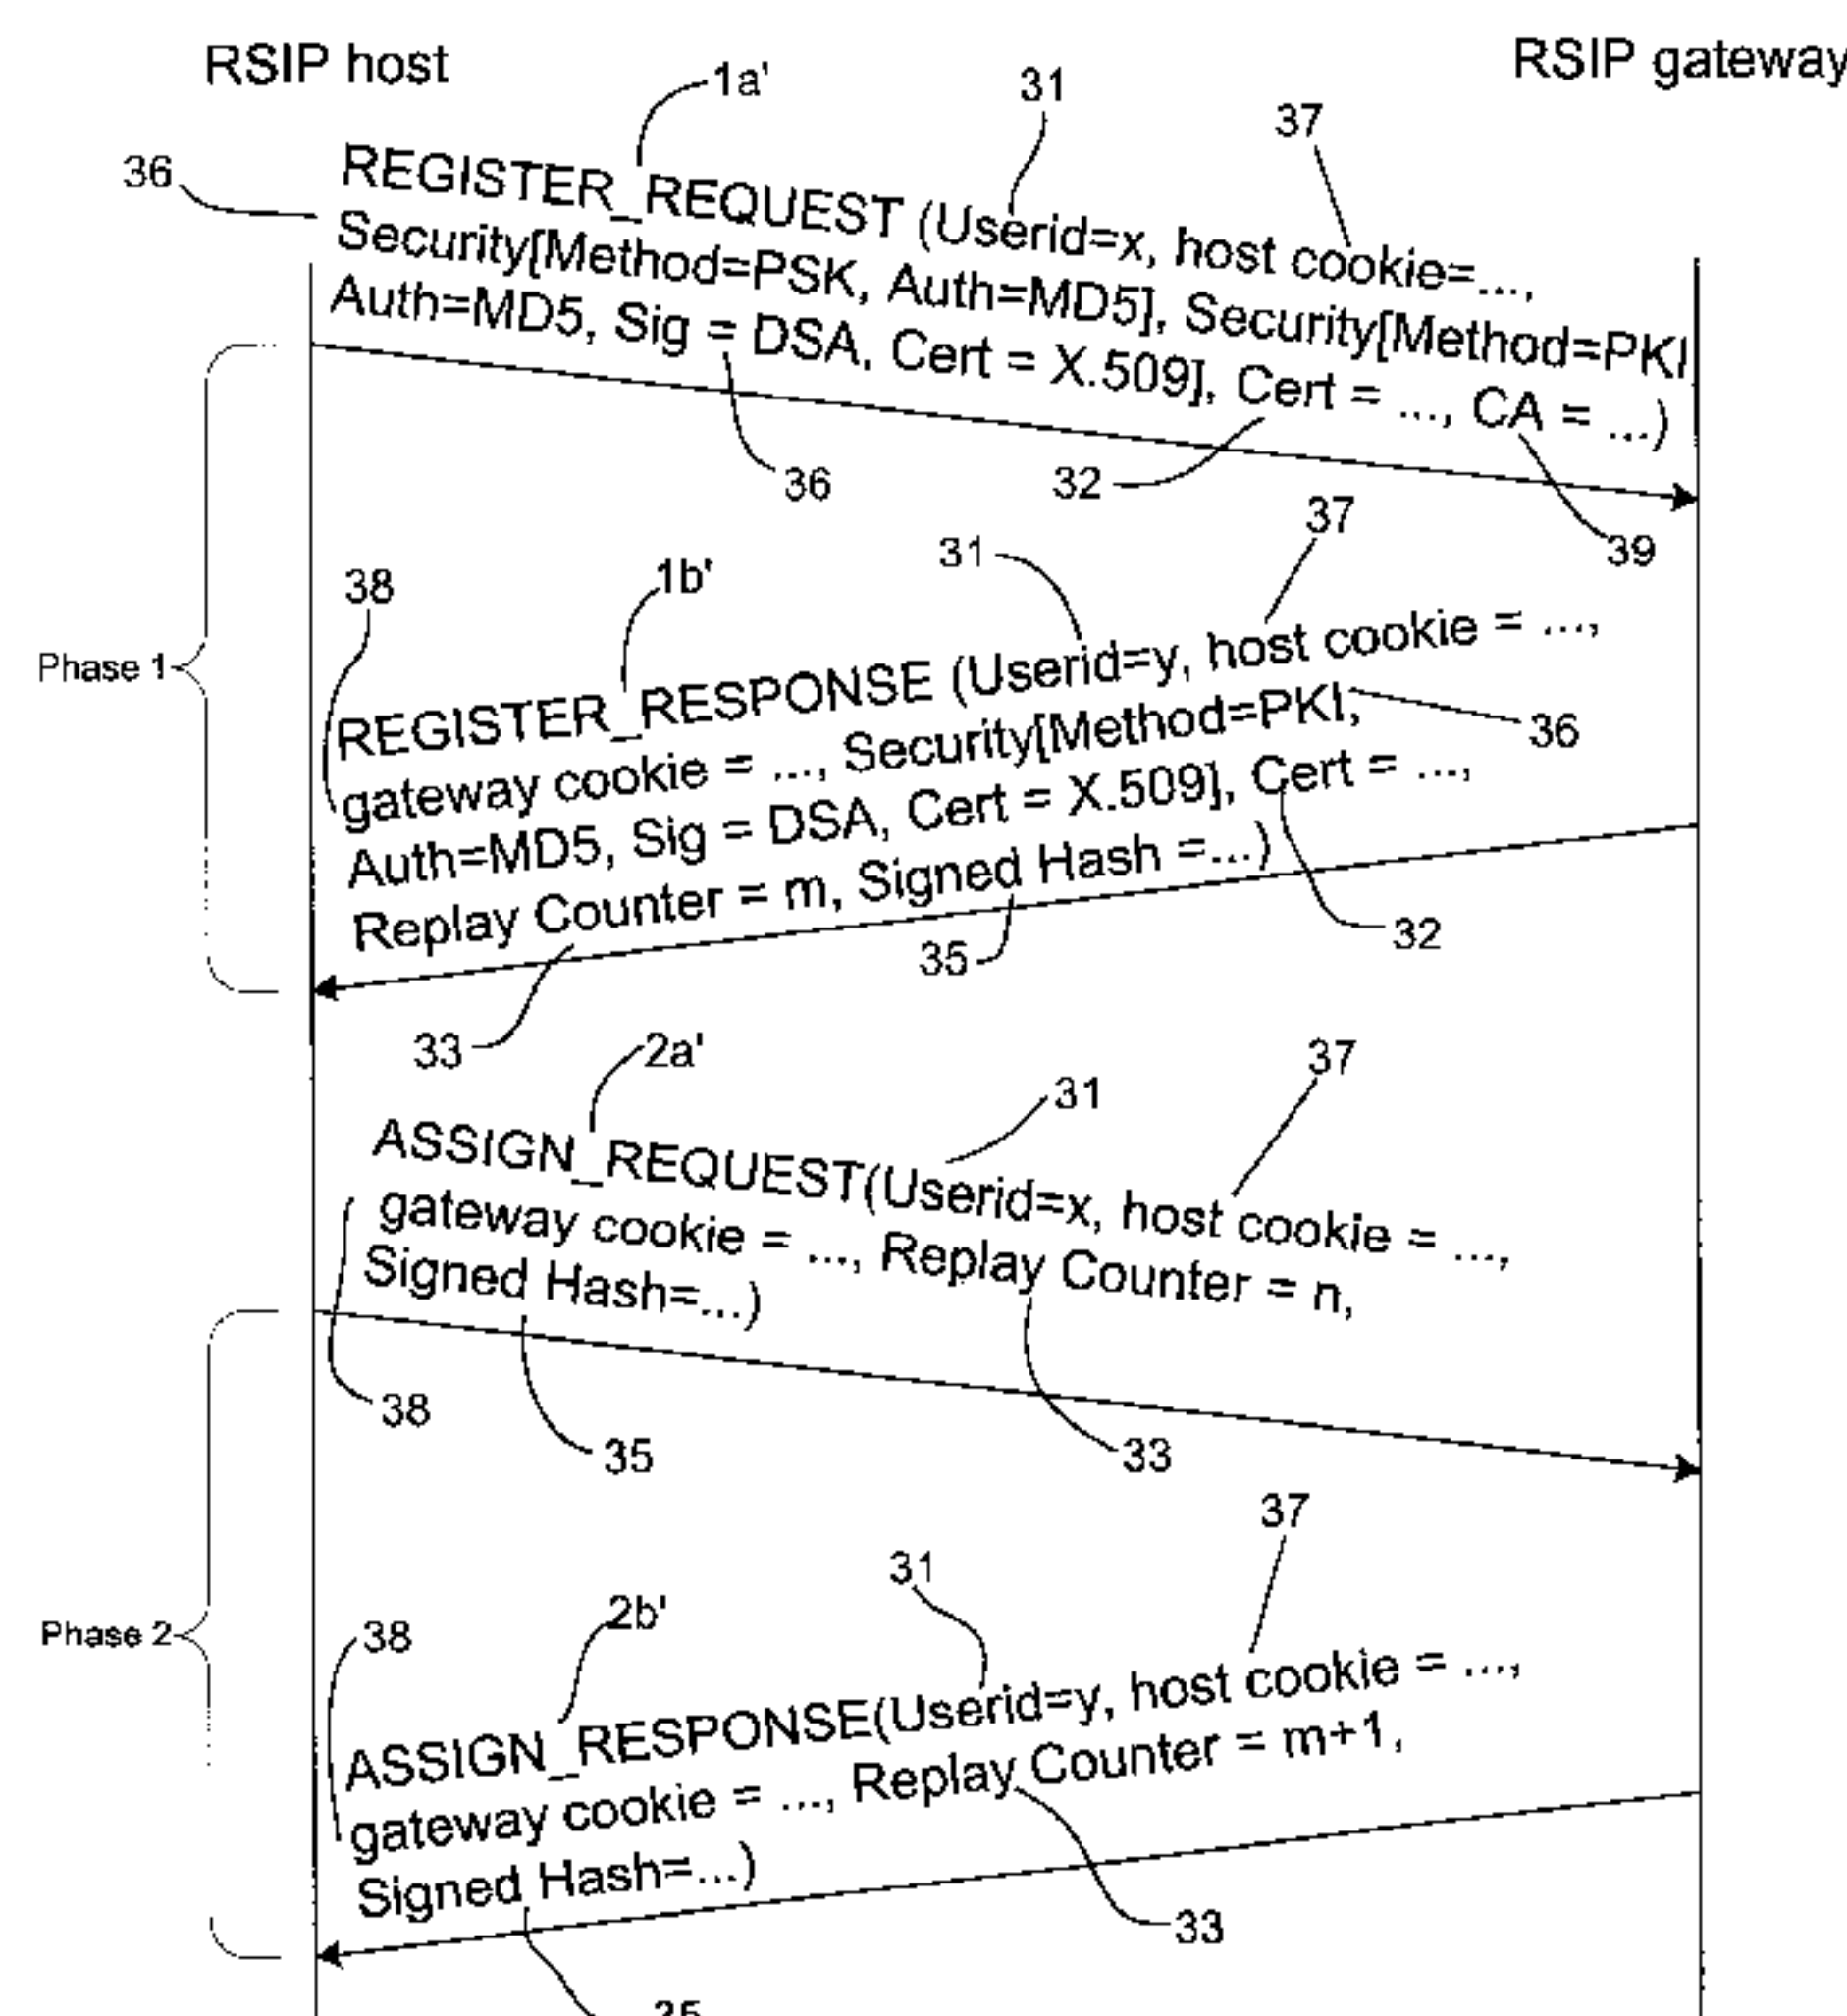 RSIP host
RSIP gateway
1a'
31
37
36
REGISTER_REQUEST (Userid=x, host cookie=...,
Security[Method=PSK, Auth=MD5], Security[Method=PKI
Auth=MD5, Sig = DSA, Cert = X.509], Cert = ..., CA = ...)
36
32
39
Phase 1
38
1b'
31
37
REGISTER_RESPONSE (Userid=y, host cookie = ...,
gateway cookie = ..., Security[Method=PKI,
36
Auth=MD5, Sig = DSA, Cert = X.509], Cert = ...,
Replay Counter = m, Signed Hash =...)
33
35
32
2a'
31
37
ASSIGN_REQUEST(Userid=x, host cookie = ...,
gateway cookie = ..., Replay Counter = n,
Signed Hash=...)
38
35
33
Phase 2
38
2b'
31
37
ASSIGN_RESPONSE(Userid=y, host cookie = ...,
gateway cookie = ..., Replay Counter = m+1,
Signed Hash=...)
33
35